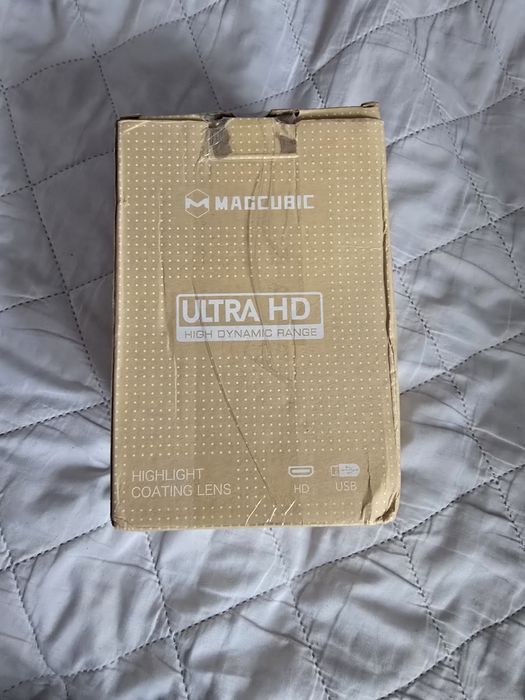 MAGCUBIC
ULTRA HD
HIGH DYNAMIC RANGE
HIGHLIGHT
COATING LENS
HD
USB